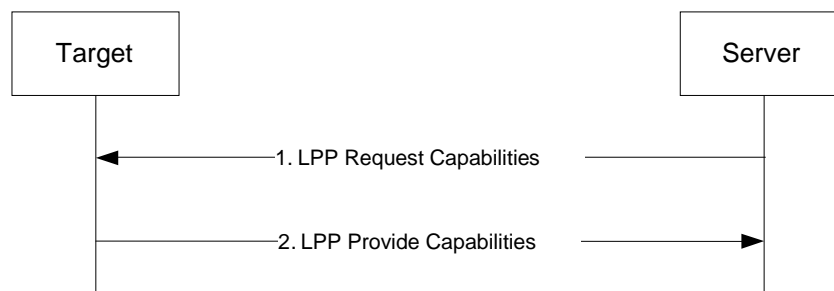 Target
Server
1. LPP Request Capabilities
2. LPP Provide Capabilities